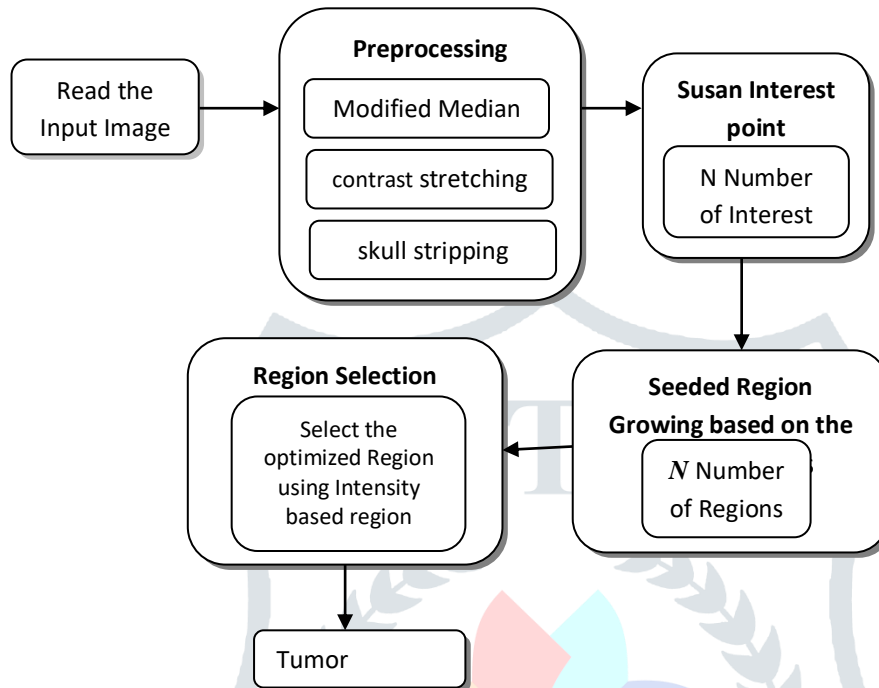 Read the
Input Image
Preprocessing
Modified Median
contrast stretching
skull stripping
Susan Interest
point
N Number
of Interest
Seeded Region
Growing based on the
N Number
of Regions
Region Selection
Select the
optimized Region
using Intensity
based region
Tumor